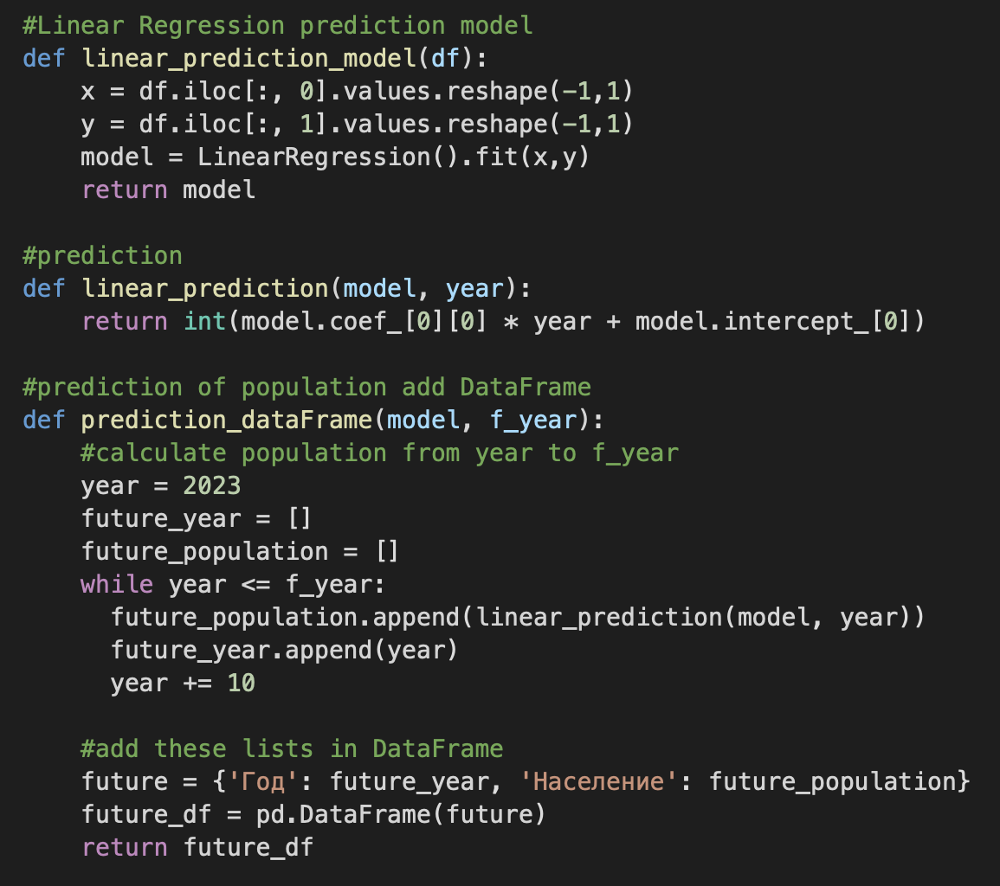 #Linear Regression prediction model
def linear_prediction_model(df):
    x = df.iloc[:, 0].values.reshape(-1,1)
    y = df.iloc[:, 1].values.reshape(-1,1)
    model = LinearRegression().fit(x,y)
    return model

#prediction
def linear_prediction(model, year):
    return int(model.coef_[0][0] * year + model.intercept_[0])

#prediction of population add DataFrame
def prediction_dataFrame(model, f_year):
    #calculate population from year to f_year
    year = 2023
    future_year = []
    future_population = []
    while year <= f_year:
      future_population.append(linear_prediction(model, year))
      future_year.append(year)
      year += 10

    #add these lists in DataFrame
    future = {'Год': future_year, 'Население': future_population}
    future_df = pd.DataFrame(future)
    return future_df